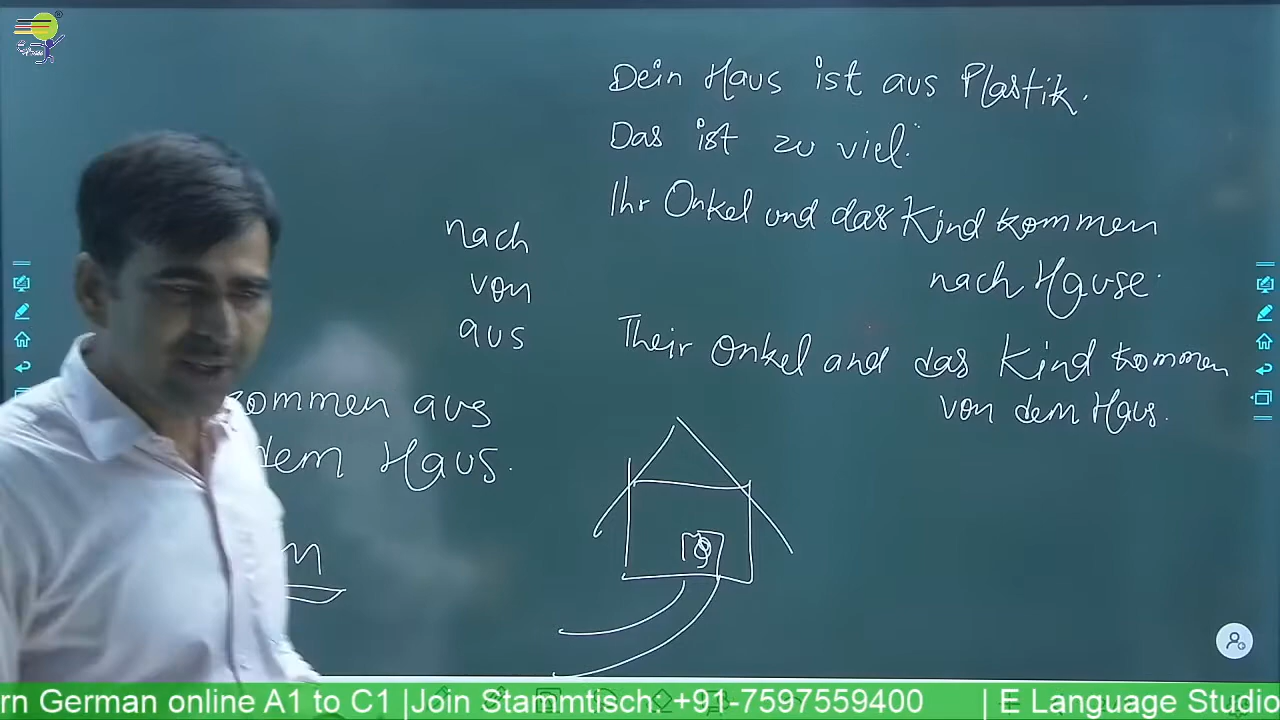 Dein Haus ist aus Plastik.
Das ist zu viel.
Ihr Onkel und das Kind kommen
nach Hause.
Their Onkel and das Kind kommen
von dem Haus.
nach
von
aus
kommen aus
dem Haus.
rn German online A1 to C1 |Join Stammtisch: +91-7597559400 | E Language Studio